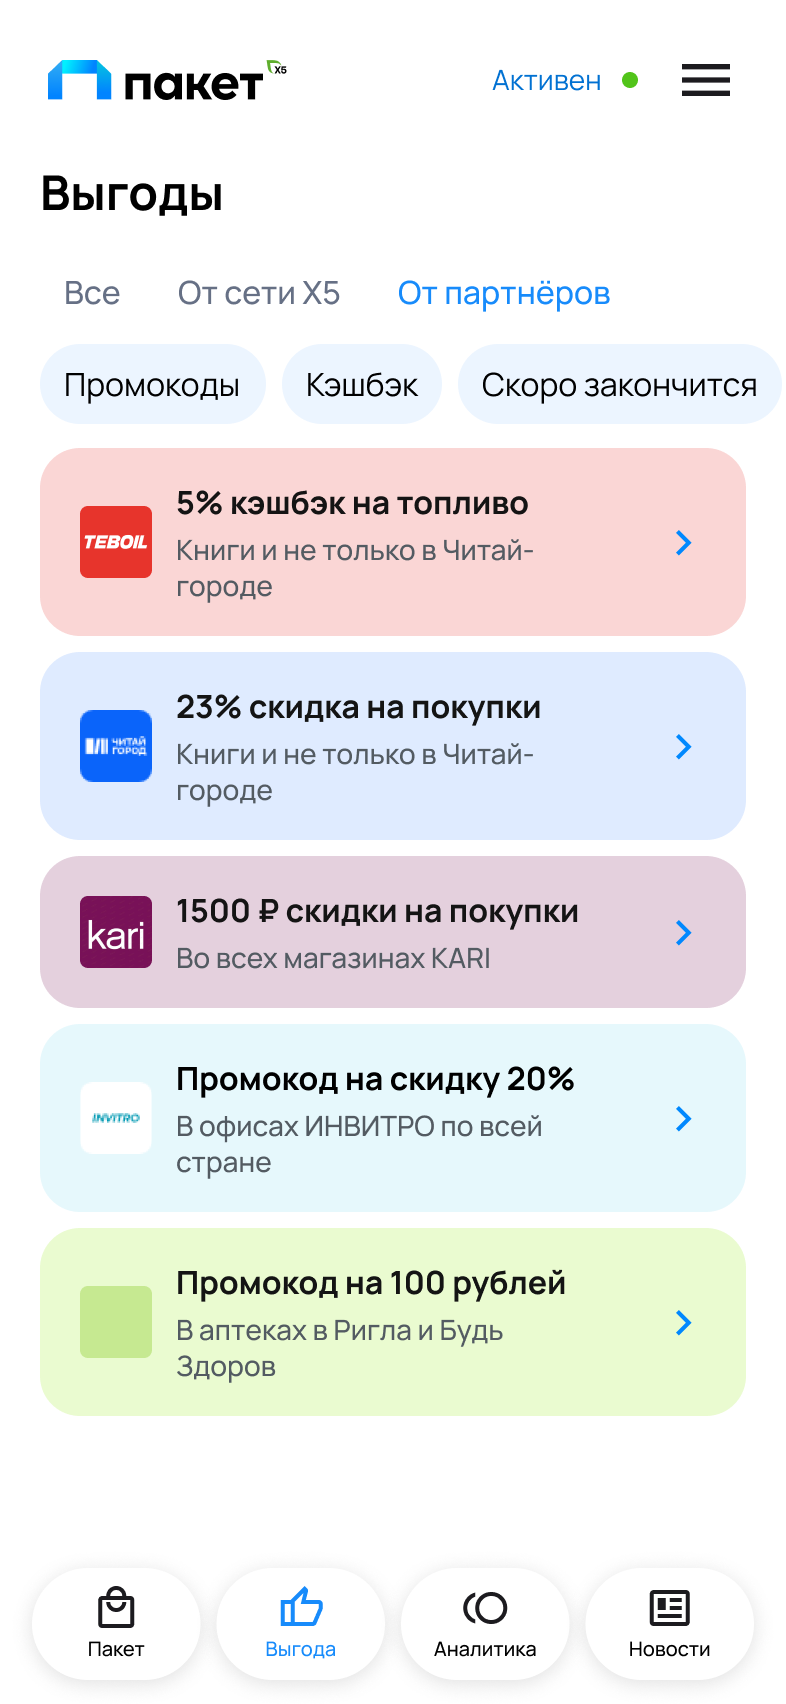 пакет X5
Активен
Выгоды
Все От сети X5 От партнёров
Промокоды Кэшбэк Скоро закончится
TEBOIL
5% кэшбэк на топливо
Книги и не только в Читай-
городе
ЧИТАЙ
ГОРОД
23% скидка на покупки
Книги и не только в Читай-
городе
kari
1500 ₽ скидки на покупки
Во всех магазинах KARI
INVITRO
Промокод на скидку 20%
В офисах ИНВИТРО по всей
стране
Промокод на 100 рублей
В аптеках в Ригла и Будь
Здоров
Пакет Выгода Аналитика Новости